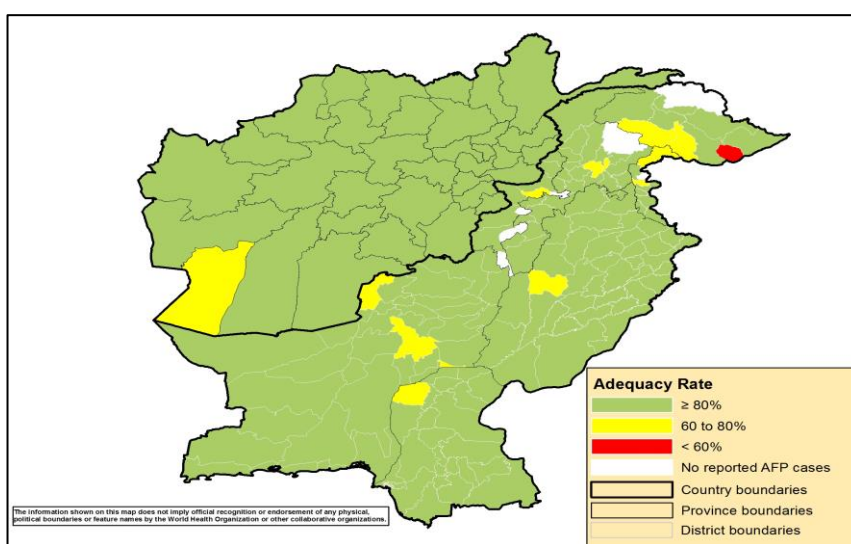 Adequacy Rate
≥ 80%
60 to 80%
< 60%
No reported AFP cases
Country boundaries
Province boundaries
District boundaries
The information shown on this map does not imply official recognition or endorsement of any physical,
political boundaries or feature names by the World Health Organization or other collaborative organizations.